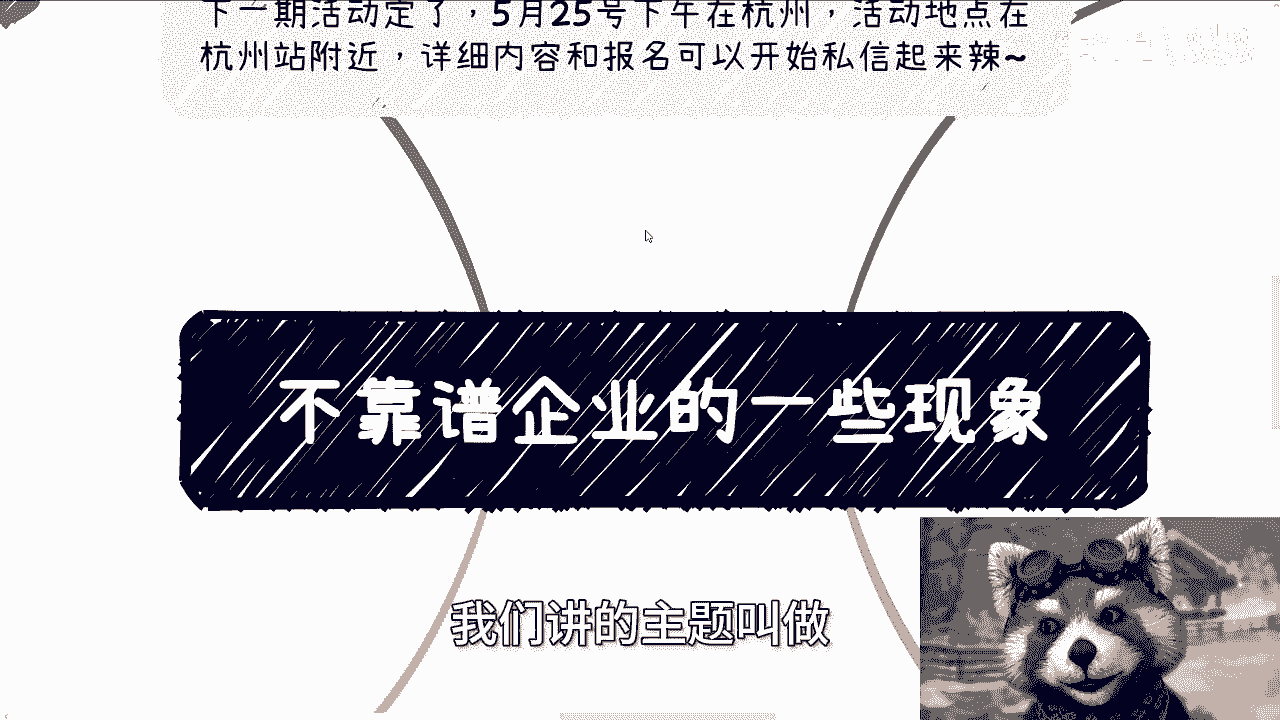 下一期活动定了，5月25号下午在杭州，活动地点在
杭州站附近，详细内容和报名可以开始私信起来辣~
不靠谱企业的一些现象
我们讲的主题叫做